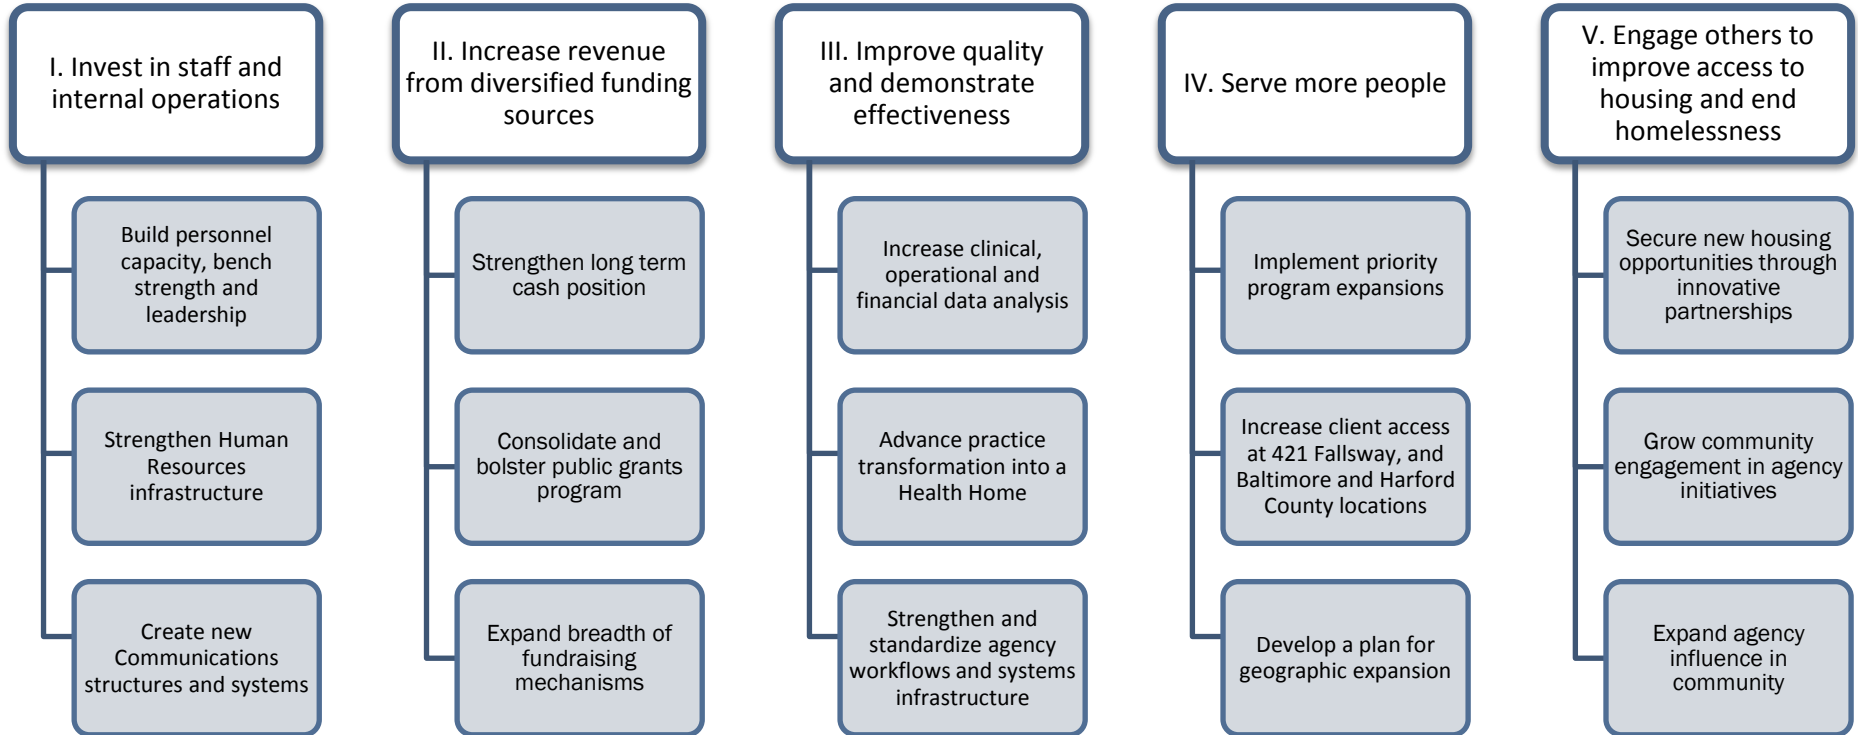 I. Invest in staff and
internal operations
Build personnel
capacity, bench
strength and
leadership
Strengthen Human
Resources
infrastructure
Create new
Communications
structures and systems
II. Increase revenue
from diversified funding
sources
Strengthen long term
cash position
Consolidate and
bolster public grants
program
Expand breadth of
fundraising
mechanisms
III. Improve quality
and demonstrate
effectiveness
Increase clinical,
operational and
financial data analysis
Advance practice
transformation into a
Health Home
Strengthen and
standardize agency
workflows and systems
infrastructure
IV. Serve more people
Implement priority
program expansions
Increase client access
at 421 Fallsway, and
Baltimore and Harford
County locations
Develop a plan for
geographic expansion
V. Engage others to
improve access to
housing and end
homelessness
Secure new housing
opportunities through
innovative
partnerships
Grow community
engagement in agency
initiatives
Expand agency
influence in
community